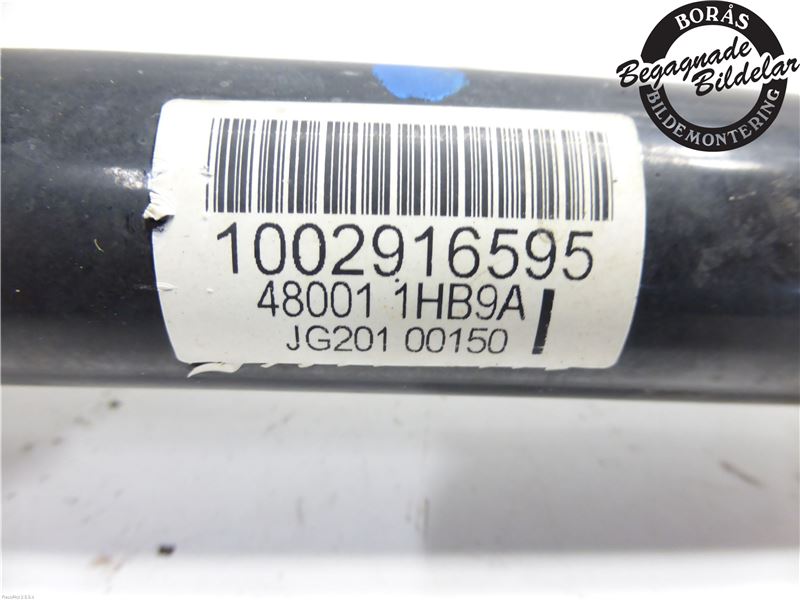 BORÅS
Begagnade
Bildelar
BILDEMONTERING
1002916595
48001 1HB9A
JG201 00150